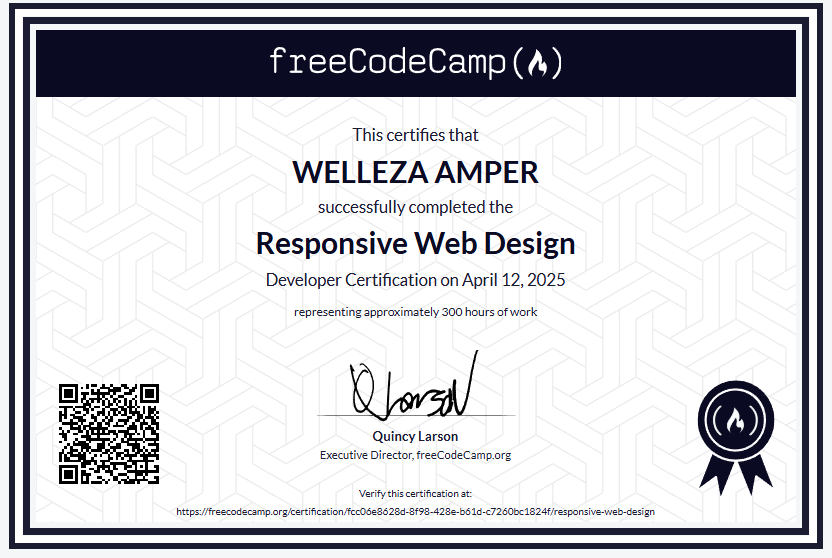 freeCodeCamp(🔥)
This certifies that
WELLEZA AMPER
successfully completed the
Responsive Web Design
Developer Certification on April 12, 2025
representing approximately 300 hours of work
Q Larson
Quincy Larson
Executive Director, freeCodeCamp.org
Verify this certification at:
https://freecodecamp.org/certification/fcc06e8628d-8f98-428e-b61d-c7260bc1824f/responsive-web-design